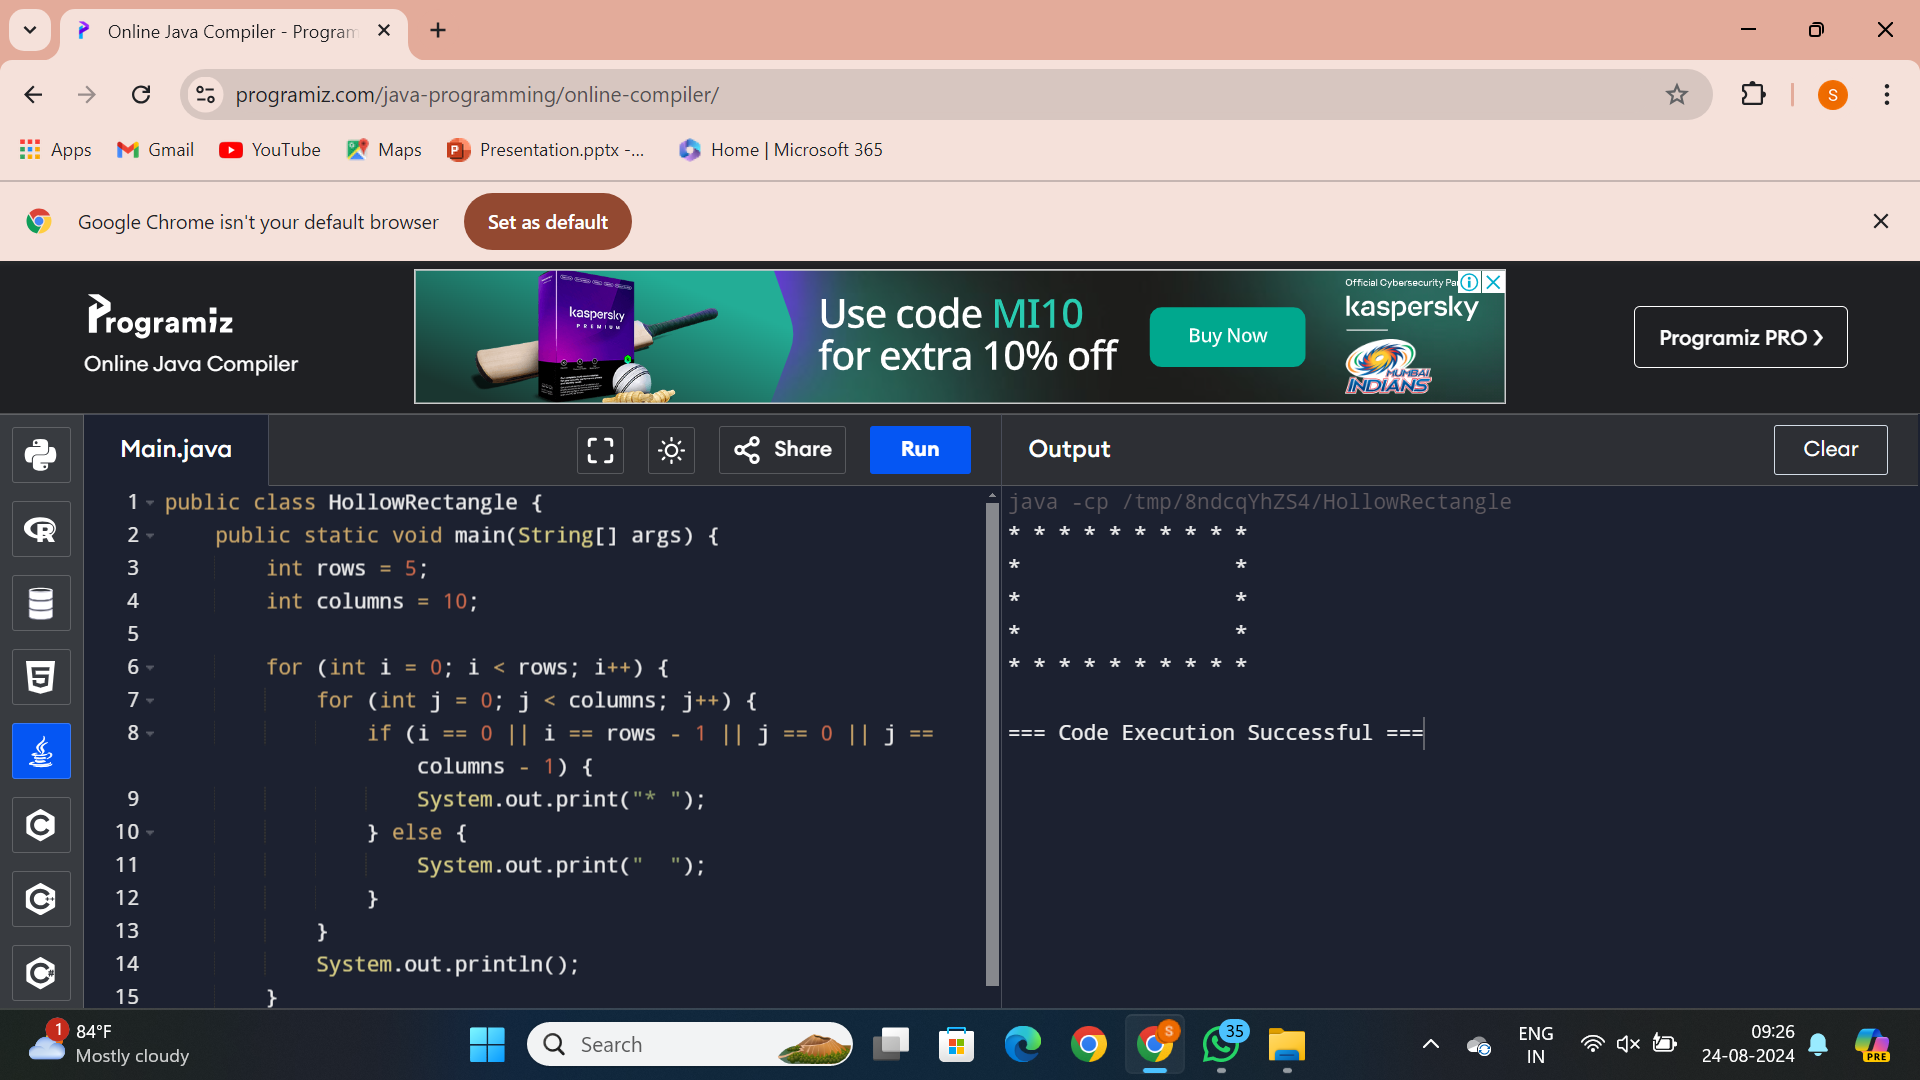 Online Java Compiler - Program
programiz.com/java-programming/online-compiler/
S
Apps
Gmail
YouTube
Maps
Presentation.pptx -...
Home | Microsoft 365
Google Chrome isn't your default browser
Set as default
Programiz
Online Java Compiler
kaspersky
PREMIUM
Use code MI10
for extra 10% off
Buy Now
Official Cybersecurity Pa
kaspersky
MUMBAI
INDIANS
Programiz PRO ›
Main.java
Share
Run
Output
Clear
1 public class HollowRectangle {
2     public static void main(String[] args) {
3         int rows = 5;
4         int columns = 10;
5
6         for (int i = 0; i < rows; i++) {
7             for (int j = 0; j < columns; j++) {
8                 if (i == 0 || i == rows - 1 || j == 0 || j ==
                    columns - 1) {
9                     System.out.print("* ");
10                } else {
11                    System.out.print("  ");
12                }
13            }
14            System.out.println();
15        }
java -cp /tmp/8ndcqYhZS4/HollowRectangle
* * * * * * * * * *
*                 *
*                 *
*                 *
* * * * * * * * * *
=== Code Execution Successful ===
1
84°F
Mostly cloudy
Search
S
35
ENG
IN
09:26
24-08-2024
PRE